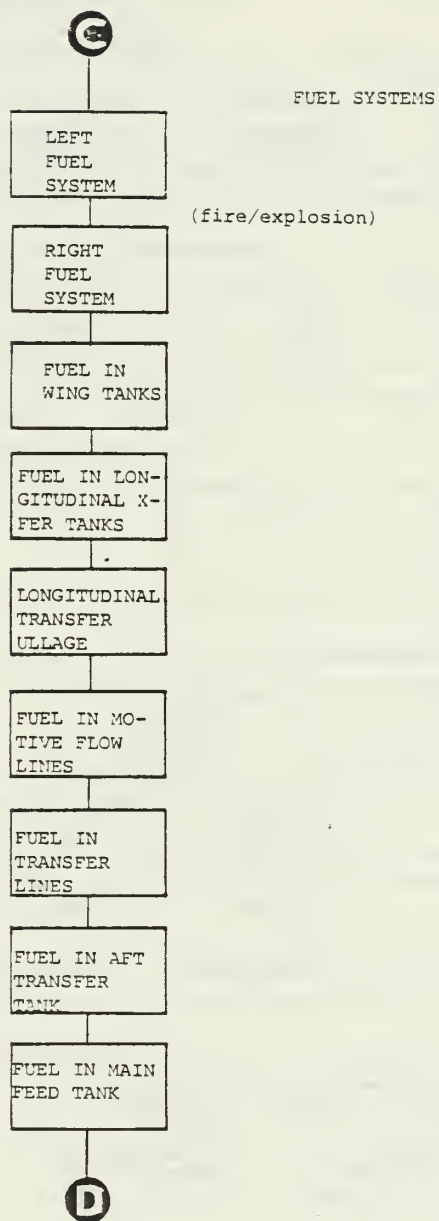 C
FUEL SYSTEMS
LEFT
FUEL
SYSTEM
(fire/explosion)
RIGHT
FUEL
SYSTEM
FUEL IN
WING TANKS
FUEL IN LON-
GITUDINAL X-
FER TANKS
LONGITUDINAL
TRANSFER
ULLAGE
FUEL IN MO-
TIVE FLOW
LINES
FUEL IN
TRANSFER
LINES
FUEL IN AFT
TRANSFER
TANK
FUEL IN MAIN
FEED TANK
D